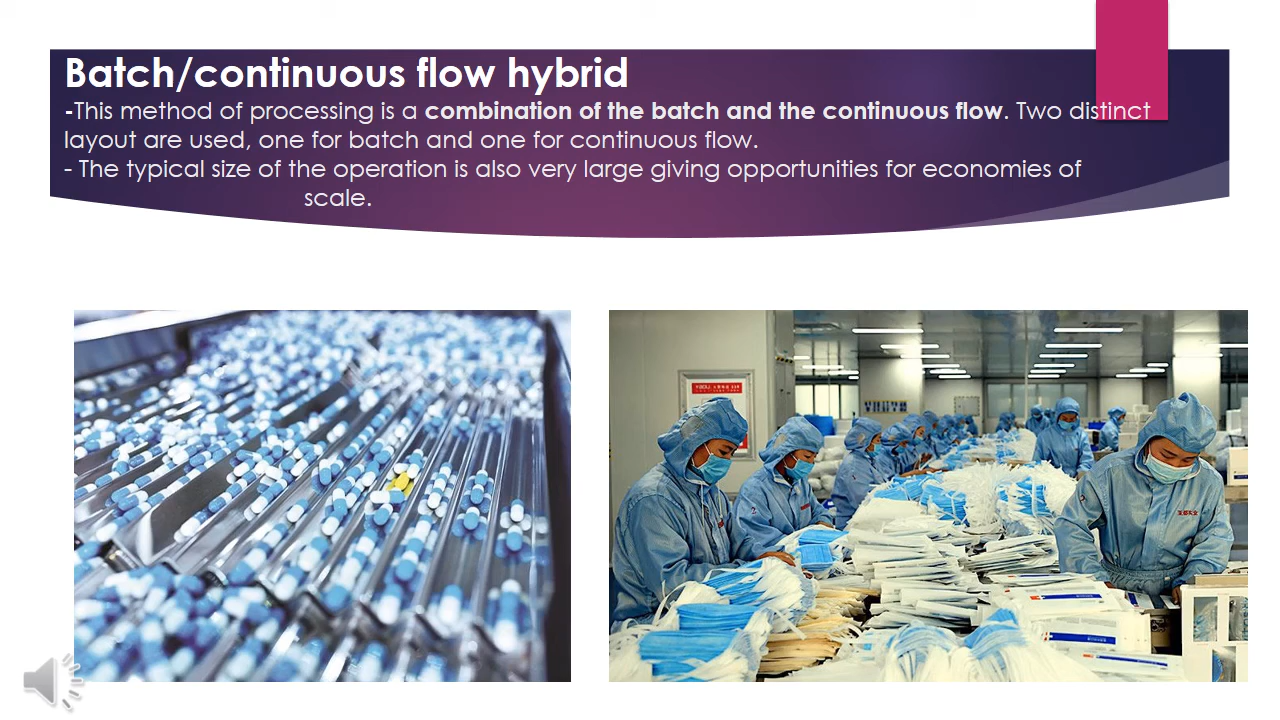 Batch/continuous flow hybrid
-This method of processing is a combination of the batch and the continuous flow. Two distinct
layout are used, one for batch and one for continuous flow.
- The typical size of the operation is also very large giving opportunities for economies of
scale.